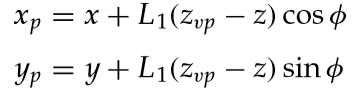 x_p = x + L_1(z_{vp} − z) cos ϕ
y_p = y + L_1(z_{vp} − z) sin ϕ